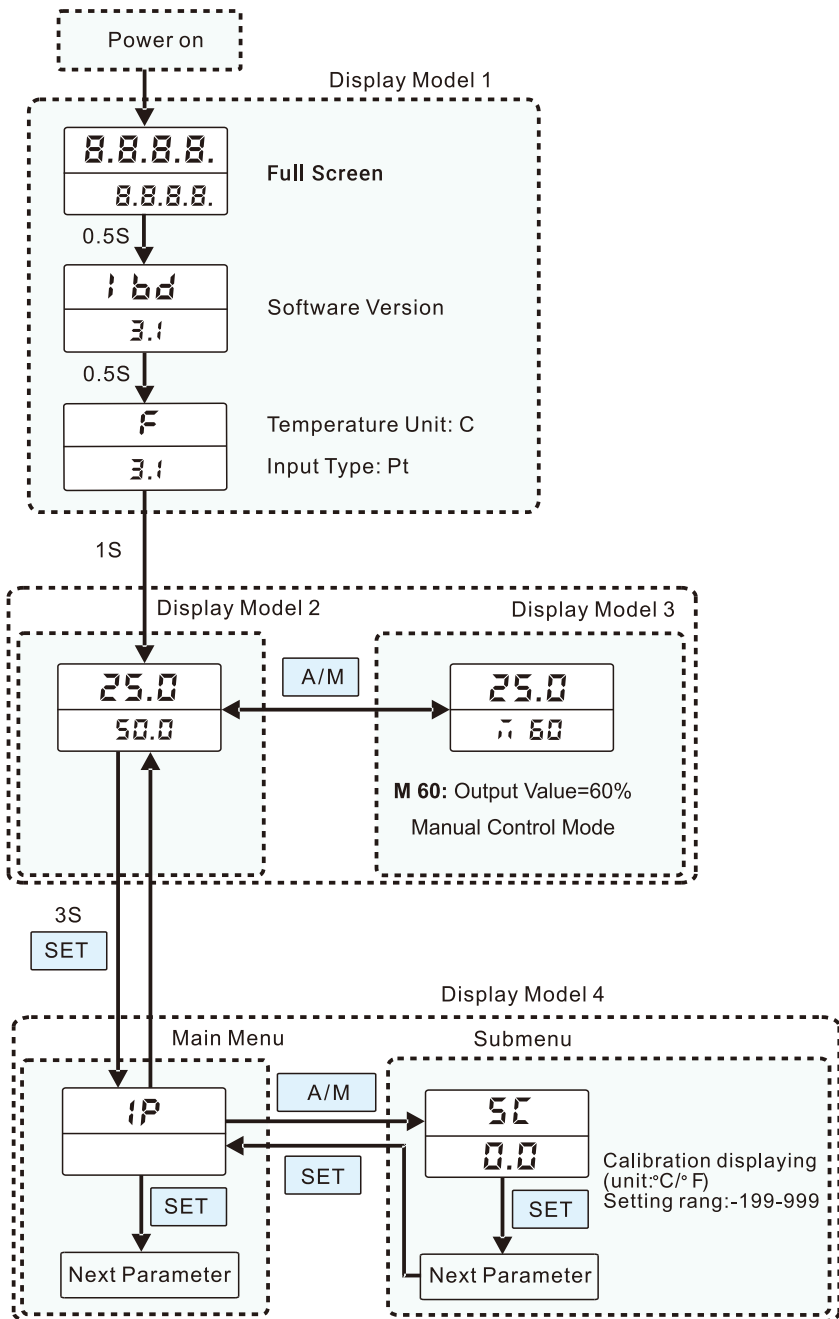 Power on
Display Model 1
8.8.8.8.
8.8.8.8.
Full Screen
0.5S
1bd
3.1
Software Version
0.5S
F
3.1
Temperature Unit: C
Input Type: Pt
1S
Display Model 2
Display Model 3
25.0
50.0
A/M
25.0
M 60
M 60: Output Value=60%
Manual Control Mode
3S
SET
Display Model 4
Main Menu
Submenu
IP
A/M
SC
0.0
SET
Calibration displaying
(unit:°C/° F)
Setting rang:-199-999
SET
SET
Next Parameter
Next Parameter